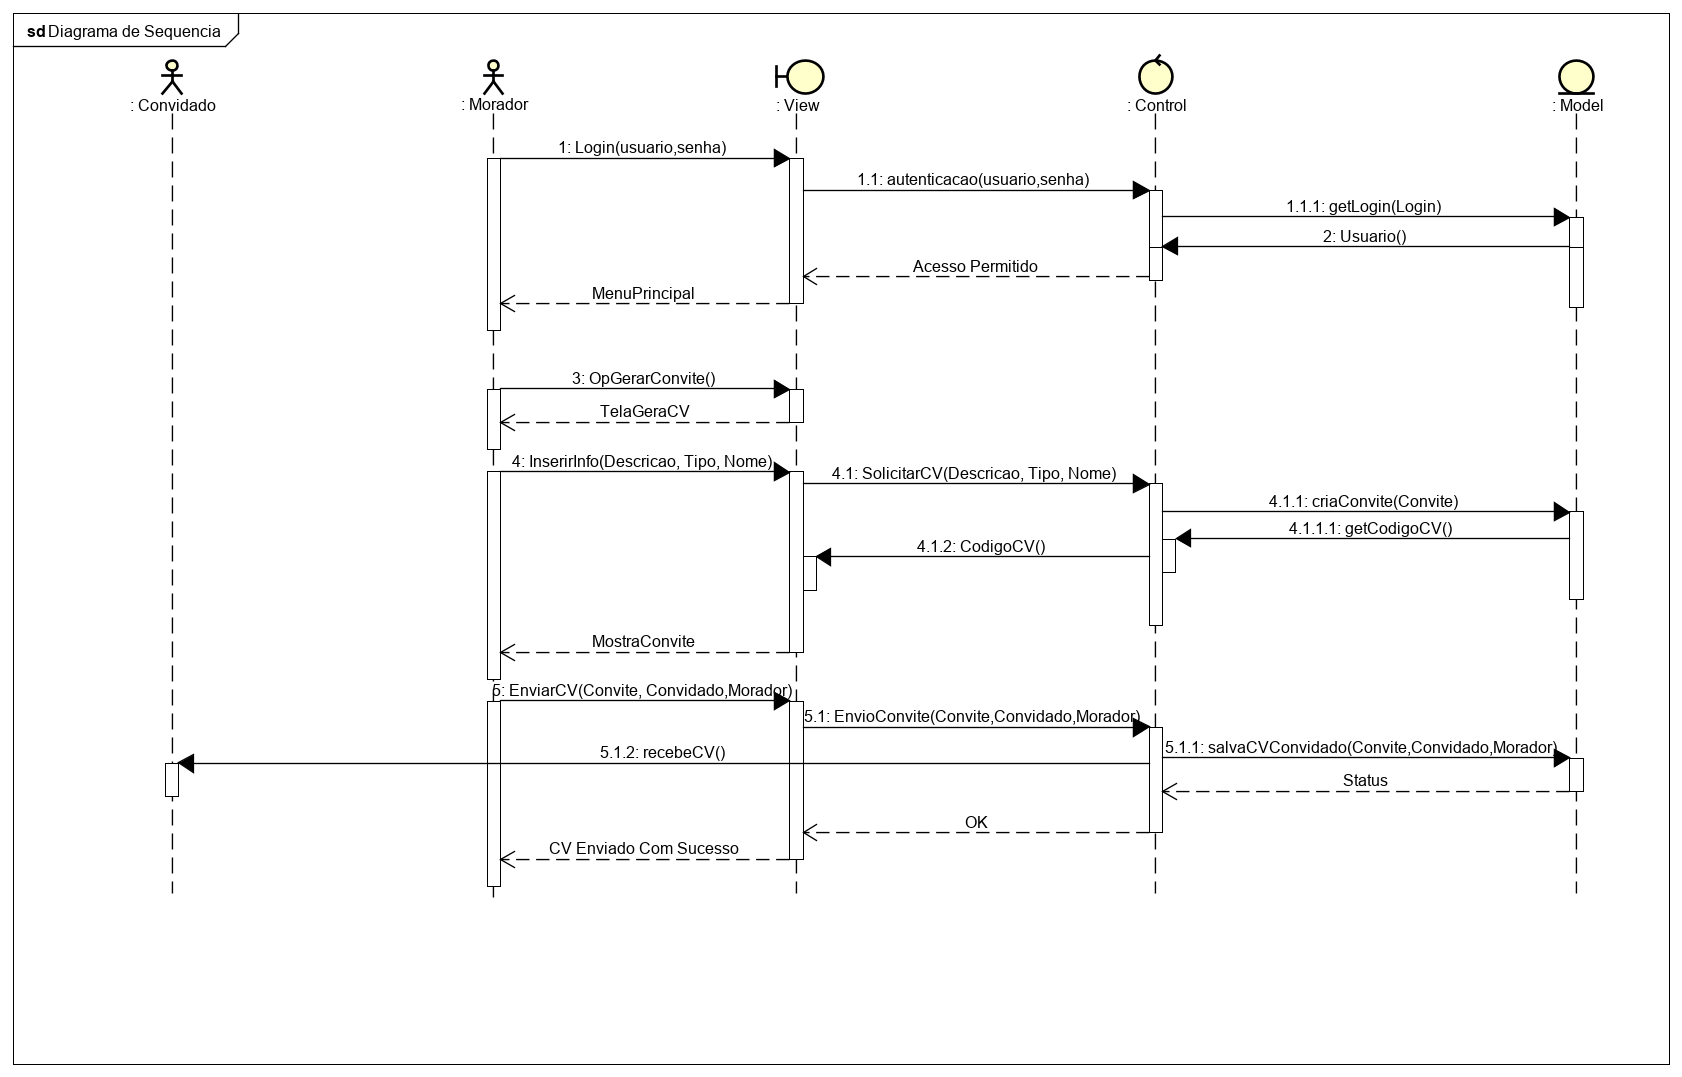 sd Diagrama de Sequencia
: Convidado
: Morador
: View
: Control
: Model
1: Login(usuario,senha)
1.1: autenticacao(usuario,senha)
1.1.1: getLogin(Login)
2: Usuario()
Acesso Permitido
MenuPrincipal
3: OpGerarConvite()
TelaGeraCV
4: InserirInfo(Descricao, Tipo, Nome)
4.1: SolicitarCV(Descricao, Tipo, Nome)
4.1.1: criaConvite(Convite)
4.1.1.1: getCodigoCV()
4.1.2: CodigoCV()
MostraConvite
5: EnviarCV(Convite, Convidado,Morador)
5.1: EnvioConvite(Convite,Convidado,Morador)
5.1.1: salvaCVConvidado(Convite,Convidado,Morador)
5.1.2: recebeCV()
Status
OK
CV Enviado Com Sucesso